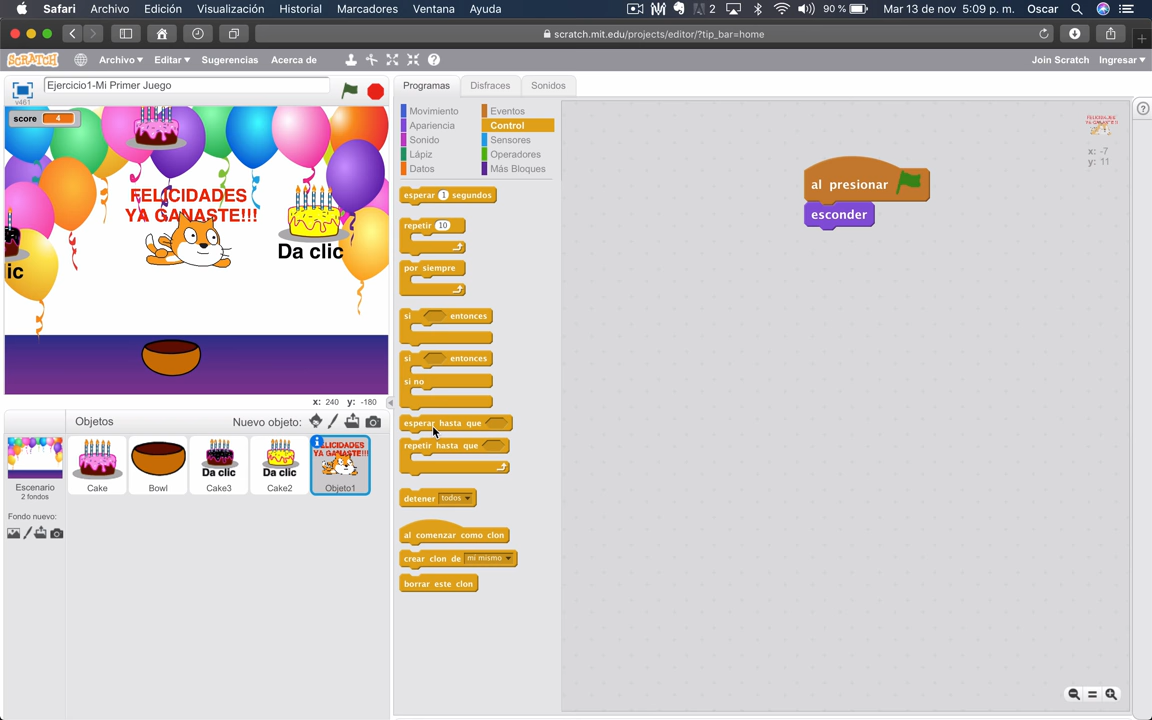 Safari Archivo Edición Visualización Historial Marcadores Ventana Ayuda 2 90 % Mar 13 de nov 5:09 p. m. Oscar
scratch.mit.edu/projects/editor/?tip_bar=home
SCRATCH Archivo Editar Sugerencias Acerca de Join Scratch Ingresar
v461 Ejercicio1-Mi Primer Juego
Programas Disfraces Sonidos
score 4
Movimiento Eventos
Apariencia Control
Sonido Sensores
Lápiz Operadores
Datos Más Bloques
FELICIDADES
YA GANASTE!!!
Da clic
ic
esperar 1 segundos
repetir 10
por siempre
si entonces
si entonces
si no
esperar hasta que
repetir hasta que
detener todos
al comenzar como clon
crear clon de mi mismo
borrar este clon
al presionar
esconder
FELICIDADES
YA GANASTE!!!
x: -7
y: 11
x: 240 y: -180
Objetos Nuevo objeto:
FELICIDADES
YA GANASTE!!!
Da clic Da clic
Escenario Cake Bowl Cake3 Cake2 Objeto1
2 fondos
Fondo nuevo: